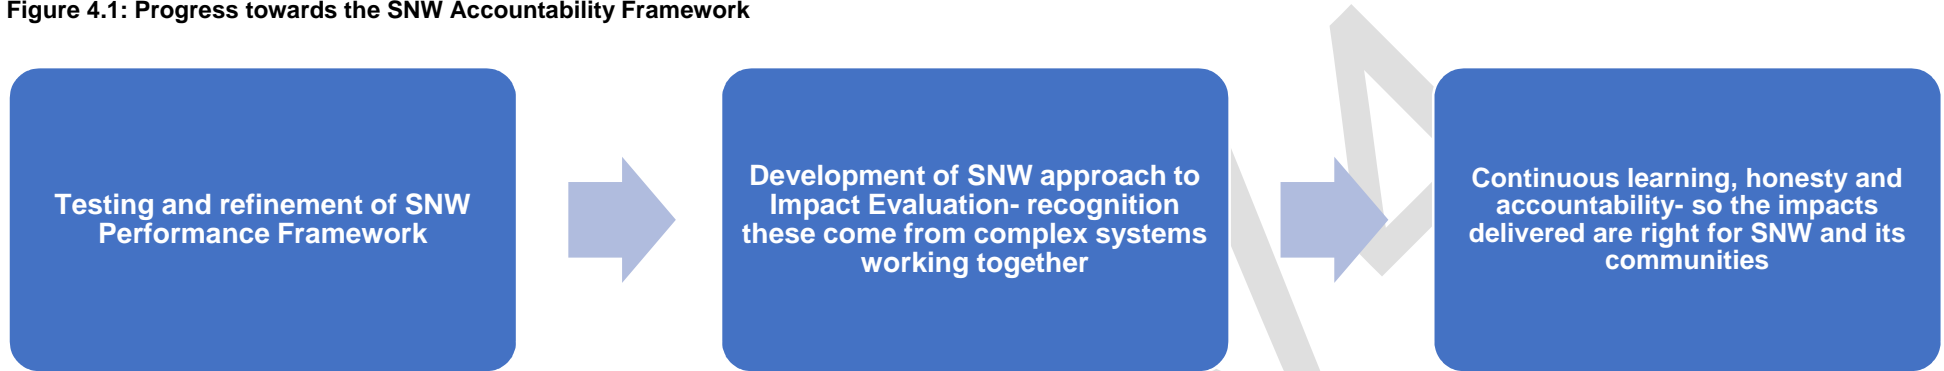 Figure 4.1: Progress towards the SNW Accountability Framework
Testing and refinement of SNW
Performance Framework
Development of SNW approach to
Impact Evaluation- recognition
these come from complex systems
working together
Continuous learning, honesty and
accountability- so the impacts
delivered are right for SNW and its
communities